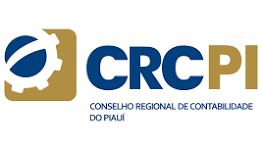 CRCPI
CONSELHO REGIONAL DE CONTABILIDADE
DO PIAUÍ